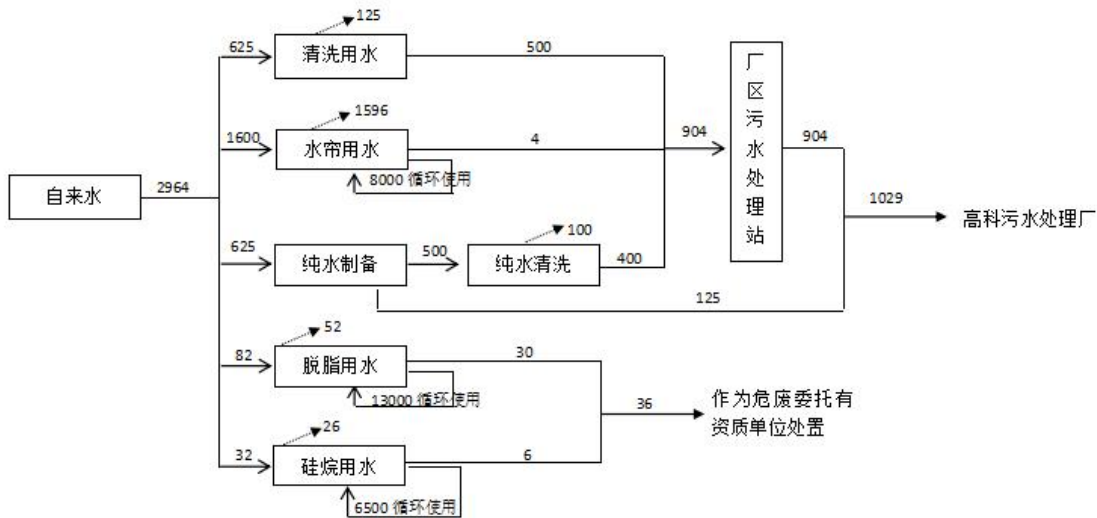 125
625
清洗用水
500
1596
1600
水帘用水
4
8000 循环使用
904
厂区污水处理站
904
自来水
2964
1029
高科污水处理厂
100
625
纯水制备
500
纯水清洗
400
125
52
82
脱脂用水
30
13000 循环使用
36
作为危废委托有
资质单位处置
26
32
硅烷用水
6
6500 循环使用